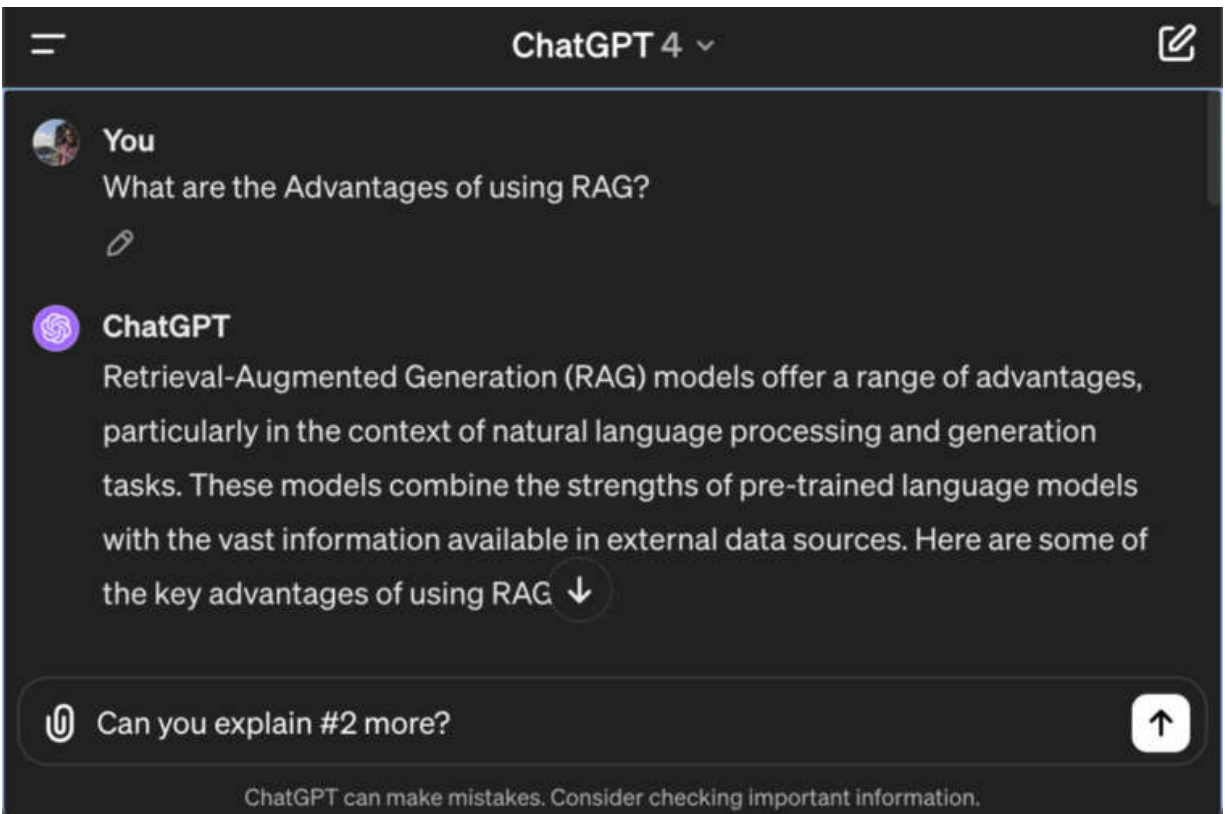 ChatGPT 4
You
What are the Advantages of using RAG?
ChatGPT
Retrieval-Augmented Generation (RAG) models offer a range of advantages,
particularly in the context of natural language processing and generation
tasks. These models combine the strengths of pre-trained language models
with the vast information available in external data sources. Here are some of
the key advantages of using RAG
Can you explain #2 more?
ChatGPT can make mistakes. Consider checking important information.